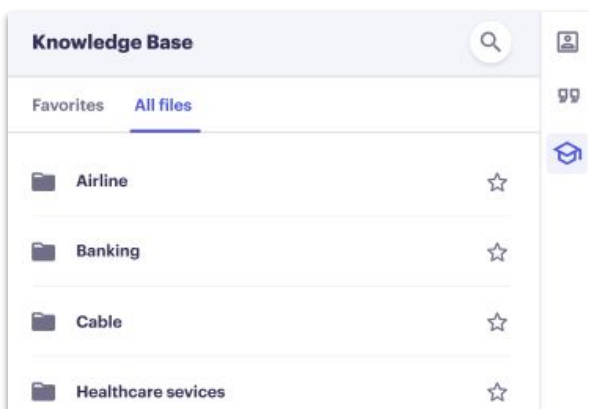 Knowledge Base
Favorites All files
Airline
Banking
Cable
Healthcare sevices